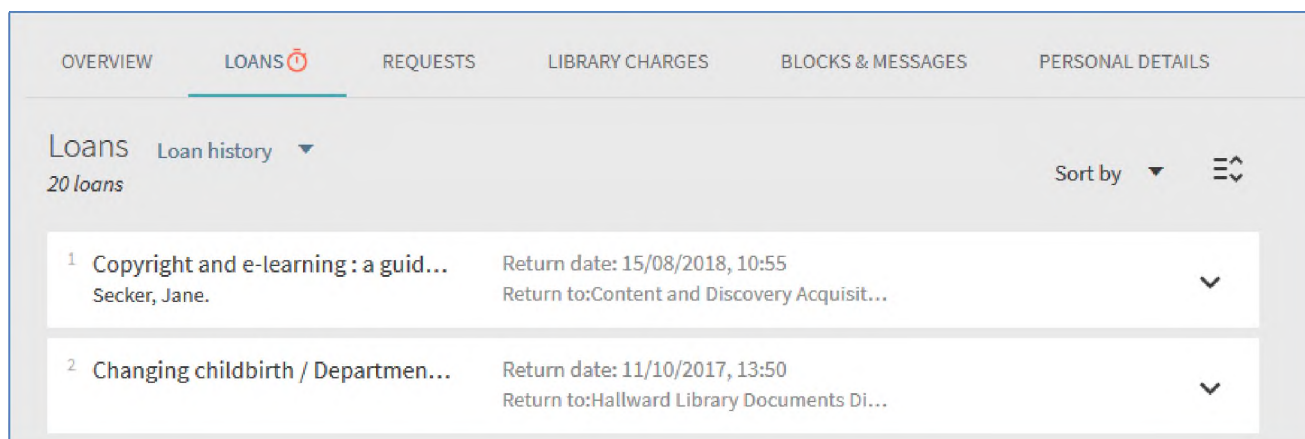 OVERVIEW LOANS REQUESTS LIBRARY CHARGES BLOCKS & MESSAGES PERSONAL DETAILS
Loans Loan history
20 loans
Sort by
1 Copyright and e-learning : a guid... Return date: 15/08/2018, 10:55
Secker, Jane. Return to:Content and Discovery Acquisit...
2 Changing childbirth / Departmen... Return date: 11/10/2017, 13:50
Return to:Hallward Library Documents Di...